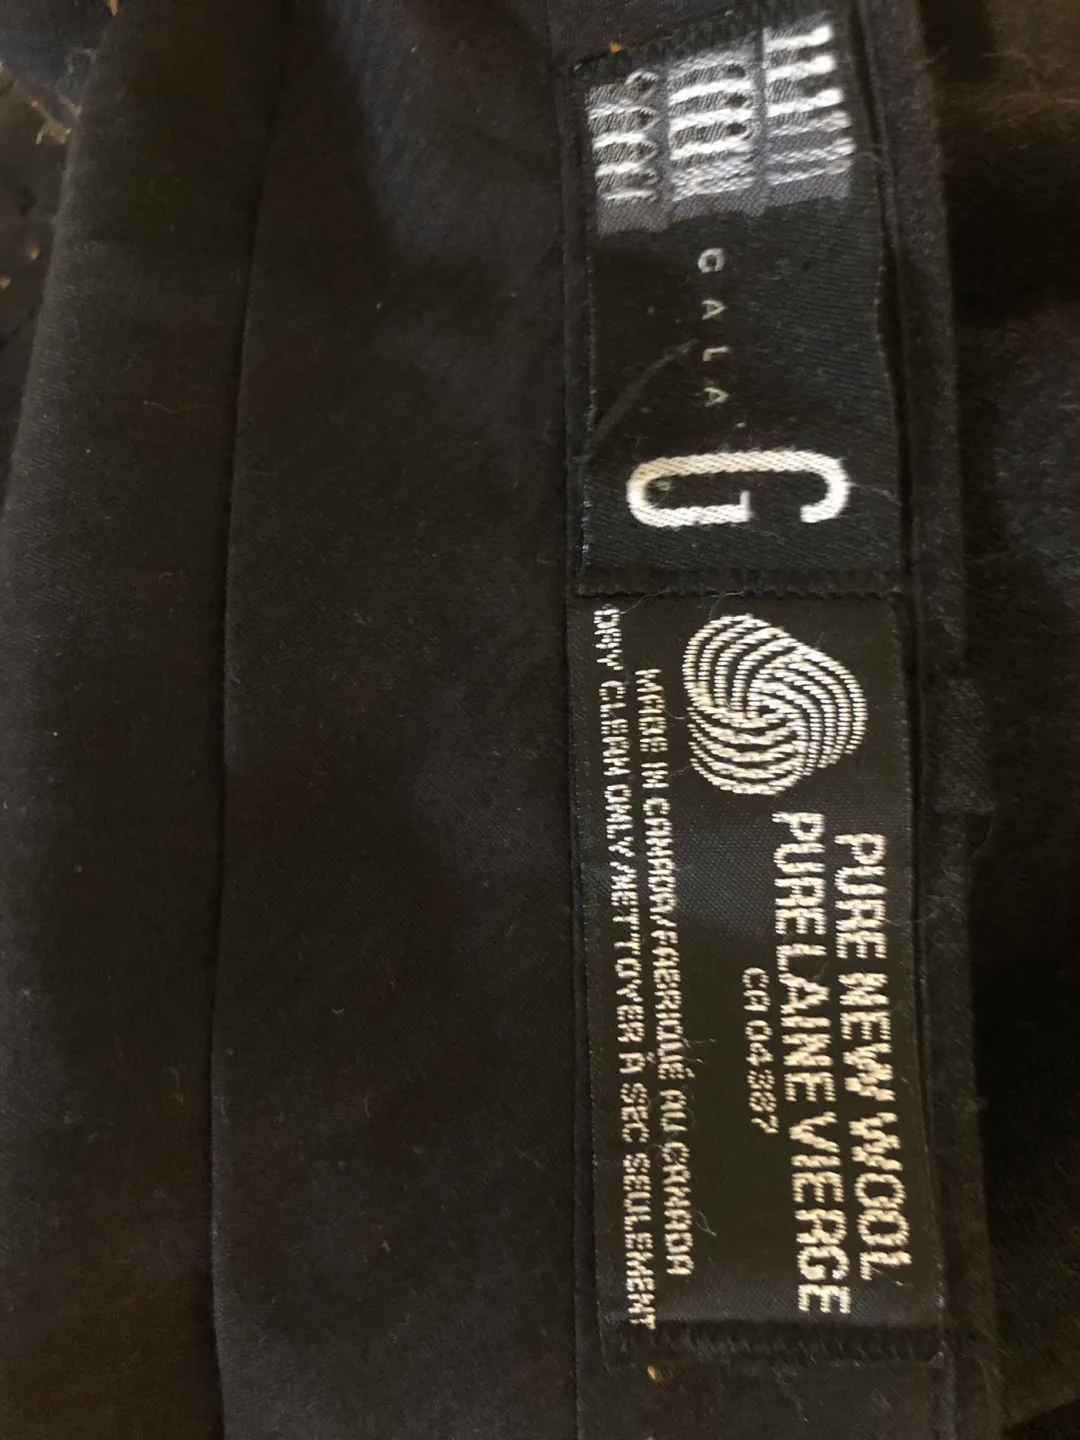 GALA
G
PURE NEW WOOL
PURE LAINE VIERGE
CA 04387
MADE IN CANADA/FABRIQUÉ AU CANADA
DRY CLEAN ONLY/NETTOYER A SEC SEULEMENT